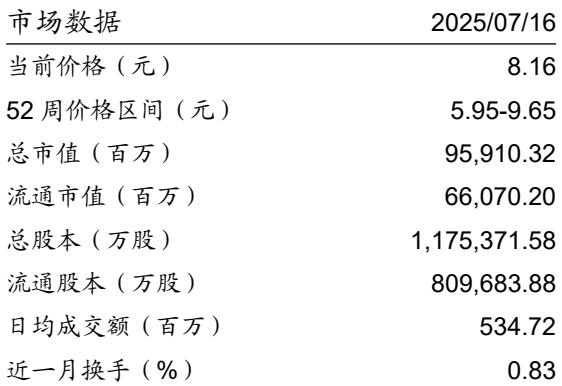 市场数据 2025/07/16
当前价格（元） 8.16
52 周价格区间（元） 5.95-9.65
总市值（百万） 95,910.32
流通市值（百万） 66,070.20
总股本（万股） 1,175,371.58
流通股本（万股） 809,683.88
日均成交额（百万） 534.72
近一月换手（%） 0.83